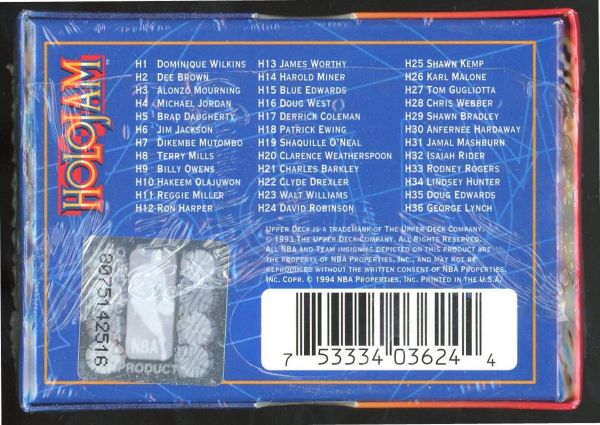 HOLOJAM™
H1 DOMINIQUE WILKINS
H2 DEE BROWN
H3 ALONZO MOURNING
H4 MICHAEL JORDAN
H5 BRAD DAUGHERTY
H6 JIM JACKSON
H7 DIKEMBE MUTOMBO
H8 TERRY MILLS
H9 BILLY OWENS
H10 HAKEEM OLAJUWON
H11 REGGIE MILLER
H12 RON HARPER
H13 JAMES WORTHY
H14 HAROLD MINER
H15 BLUE EDWARDS
H16 DOUG WEST
H17 DERRICK COLEMAN
H18 PATRICK EWING
H19 SHAQUILLE O'NEAL
H20 CLARENCE WEATHERSPOON
H21 CHARLES BARKLEY
H22 CLYDE DREXLER
H23 WALT WILLIAMS
H24 DAVID ROBINSON
H25 SHAWN KEMP
H26 KARL MALONE
H27 TOM GUGLIOTTA
H28 CHRIS WEBBER
H29 SHAWN BRADLEY
H30 ANFERNEE HARDAWAY
H31 JAMAL MASHBURN
H32 ISAIAH RIDER
H33 RODNEY ROGERS
H34 LINDSEY HUNTER
H35 DOUG EDWARDS
H36 GEORGE LYNCH
UPPER DECK IS A TRADEMARK OF THE UPPER DECK COMPANY.
© 1993 THE UPPER DECK COMPANY. ALL RIGHTS RESERVED.
ALL NBA AND TEAM INSIGNIAS DEPICTED ON THIS PRODUCT ARE
THE PROPERTY OF NBA PROPERTIES, INC., AND MAY NOT BE
REPRODUCED WITHOUT THE WRITTEN CONSENT OF NBA PROPERTIES,
INC. COPR. © 1994 NBA PROPERTIES, INC. PRINTED IN THE U.S.A.
8075142516
NBA
PRODUCT
7 53334 03624 4